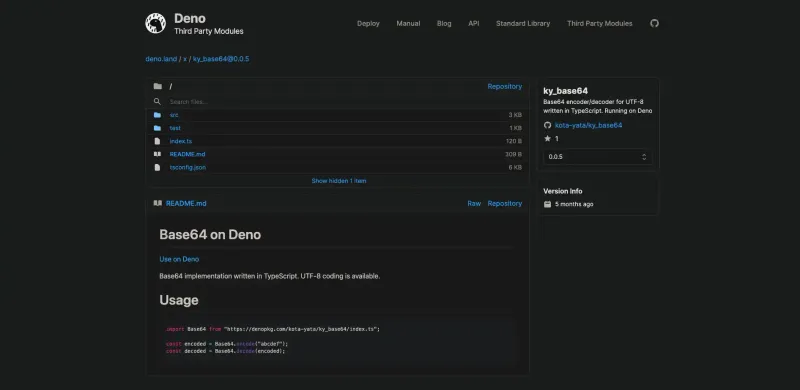 Deno
Third Party Modules
Deploy Manual Blog API Standard Library Third Party Modules
deno.land / x / ky_base64@0.0.5
/ Repository
Search files...
src 3 KB
test 1 KB
index.ts 120 B
README.md 309 B
tsconfig.json 6 KB
Show hidden 1 item
ky_base64
Base64 encoder/decoder for UTF-8
written in TypeScript. Running on Deno
kota-yata/ky_base64
1
0.0.5
Version Info
5 months ago
README.md Raw Repository
Base64 on Deno
Use on Deno
Base64 implementation written in TypeScript. UTF-8 coding is available.
Usage
import Base64 from "https://denopkg.com/kota-yata/ky_base64/index.ts";
const encoded = Base64.encode("abcdef");
const decoded = Base64.decode(encoded);